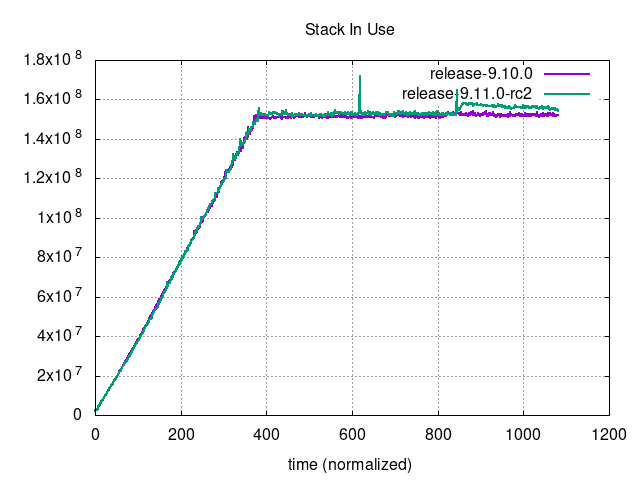 Stack In Use
1.8x10^8
1.6x10^8
1.4x10^8
1.2x10^8
1x10^8
8x10^7
6x10^7
4x10^7
2x10^7
0
release-9.10.0
release-9.11.0-rc2
0 200 400 600 800 1000 1200
time (normalized)